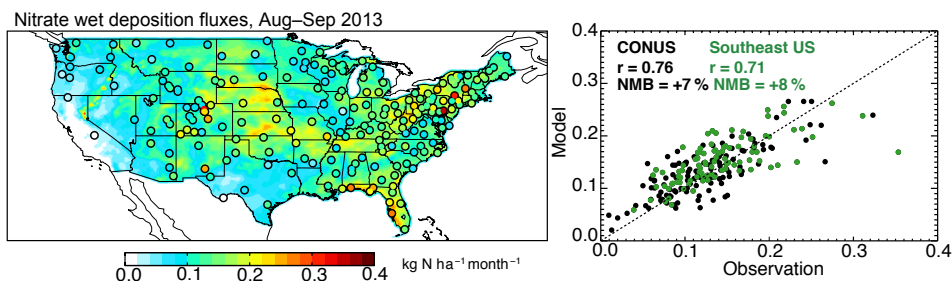 Nitrate wet deposition fluxes, Aug–Sep 2013
0.0 0.1 0.2 0.3 0.4
kg N ha⁻¹ month⁻¹
CONUS Southeast US
r = 0.76 r = 0.71
NMB = +7 % NMB = +8 %
Model
0.4
0.3
0.2
0.1
0.0
0.0 0.1 0.2 0.3 0.4
Observation